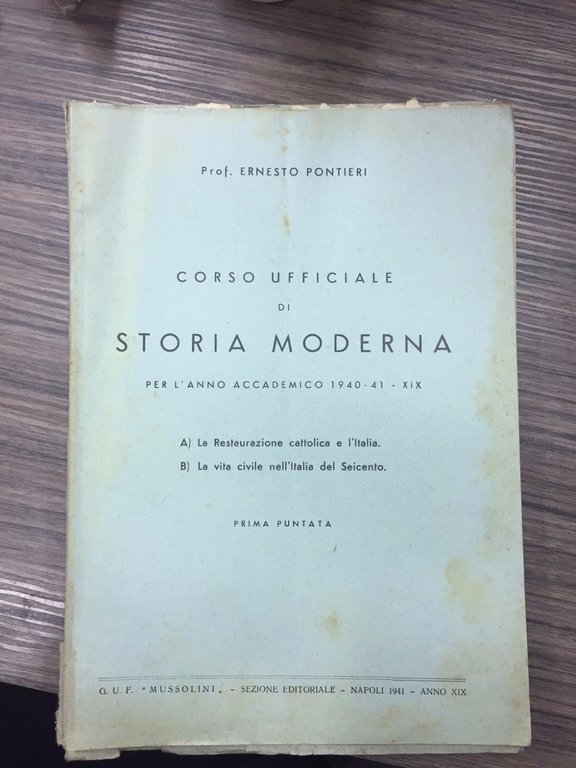 Prof. ERNESTO PONTIERI
CORSO UFFICIALE
DI
STORIA MODERNA
PER L'ANNO ACCADEMICO 1940-41 - XIX
A) La Restaurazione cattolica e l'Italia.
B) La vita civile nell'Italia del Seicento.
PRIMA PUNTATA
G. U. F. "MUSSOLINI„ - SEZIONE EDITORIALE - NAPOLI 1941 - ANNO XIX